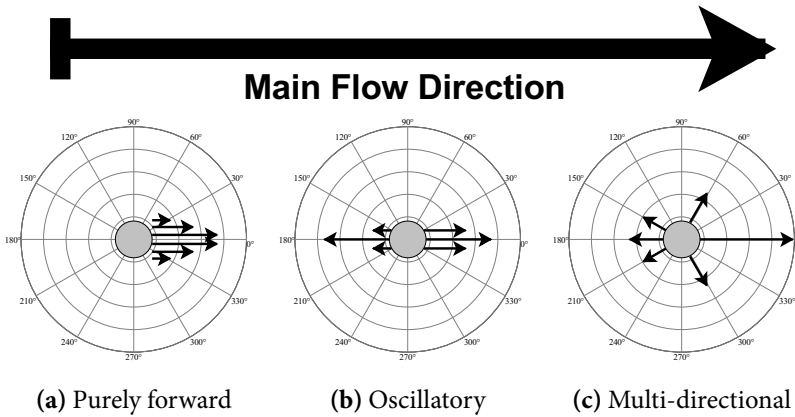 Main Flow Direction
90° 90° 90°
120° 60° 120° 60° 120° 60°
150° 30° 150° 30° 150° 30°
180° 0° 180° 0° 180°
210° 330° 210° 330° 210° 330°
240° 300° 240° 300° 240° 300°
270° 270° 270°
(a) Purely forward (b) Oscillatory (c) Multi-directional